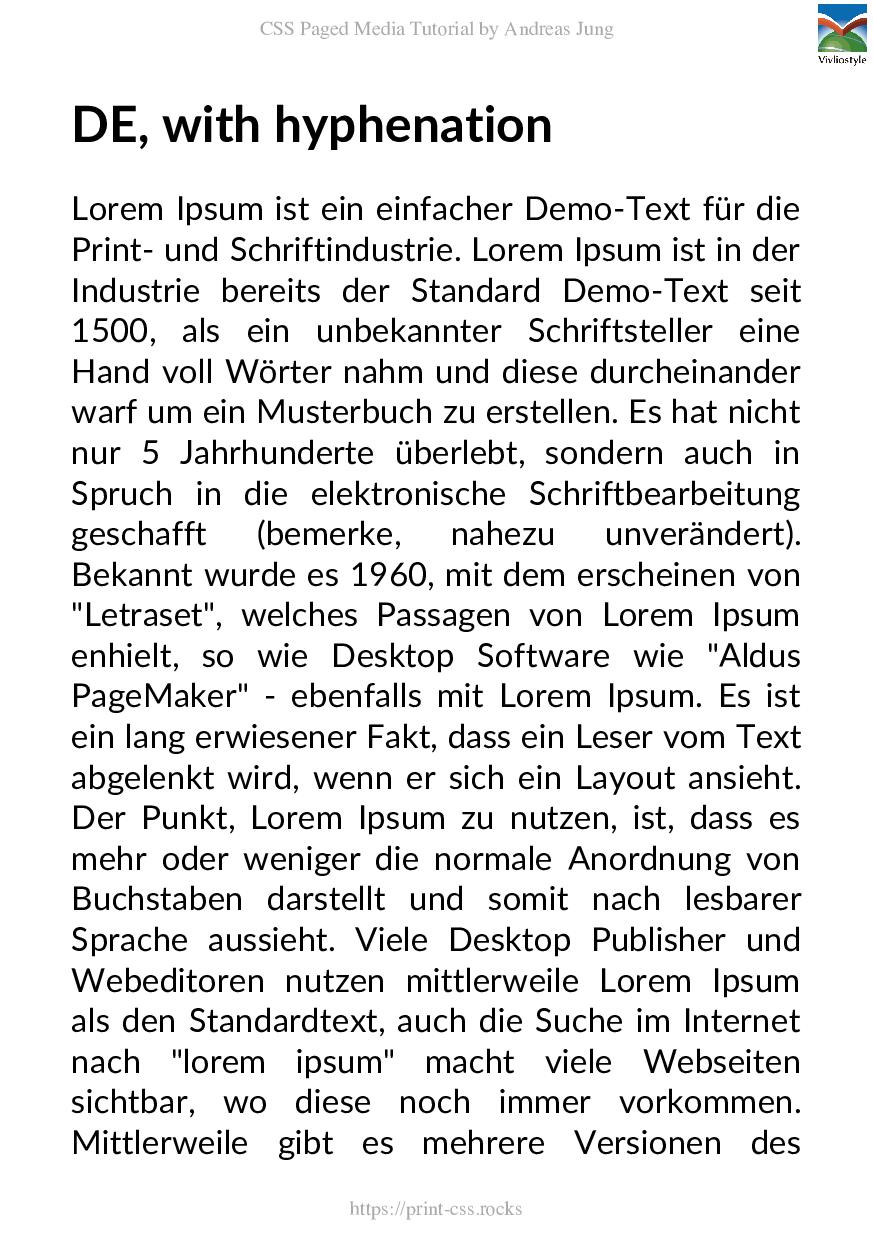 CSS Paged Media Tutorial by Andreas Jung
Vivliostyle
DE, with hyphenation
Lorem Ipsum ist ein einfacher Demo-Text für die
Print- und Schriftindustrie. Lorem Ipsum ist in der
Industrie bereits der Standard Demo-Text seit
1500, als ein unbekannter Schriftsteller eine
Hand voll Wörter nahm und diese durcheinander
warf um ein Musterbuch zu erstellen. Es hat nicht
nur 5 Jahrhunderte überlebt, sondern auch in
Spruch in die elektronische Schriftbearbeitung
geschafft (bemerke, nahezu unverändert).
Bekannt wurde es 1960, mit dem erscheinen von
"Letraset", welches Passagen von Lorem Ipsum
enhielt, so wie Desktop Software wie "Aldus
PageMaker" - ebenfalls mit Lorem Ipsum. Es ist
ein lang erwiesener Fakt, dass ein Leser vom Text
abgelenkt wird, wenn er sich ein Layout ansieht.
Der Punkt, Lorem Ipsum zu nutzen, ist, dass es
mehr oder weniger die normale Anordnung von
Buchstaben darstellt und somit nach lesbarer
Sprache aussieht. Viele Desktop Publisher und
Webeditoren nutzen mittlerweile Lorem Ipsum
als den Standardtext, auch die Suche im Internet
nach "lorem ipsum" macht viele Webseiten
sichtbar, wo diese noch immer vorkommen.
Mittlerweile gibt es mehrere Versionen des
https://print-css.rocks